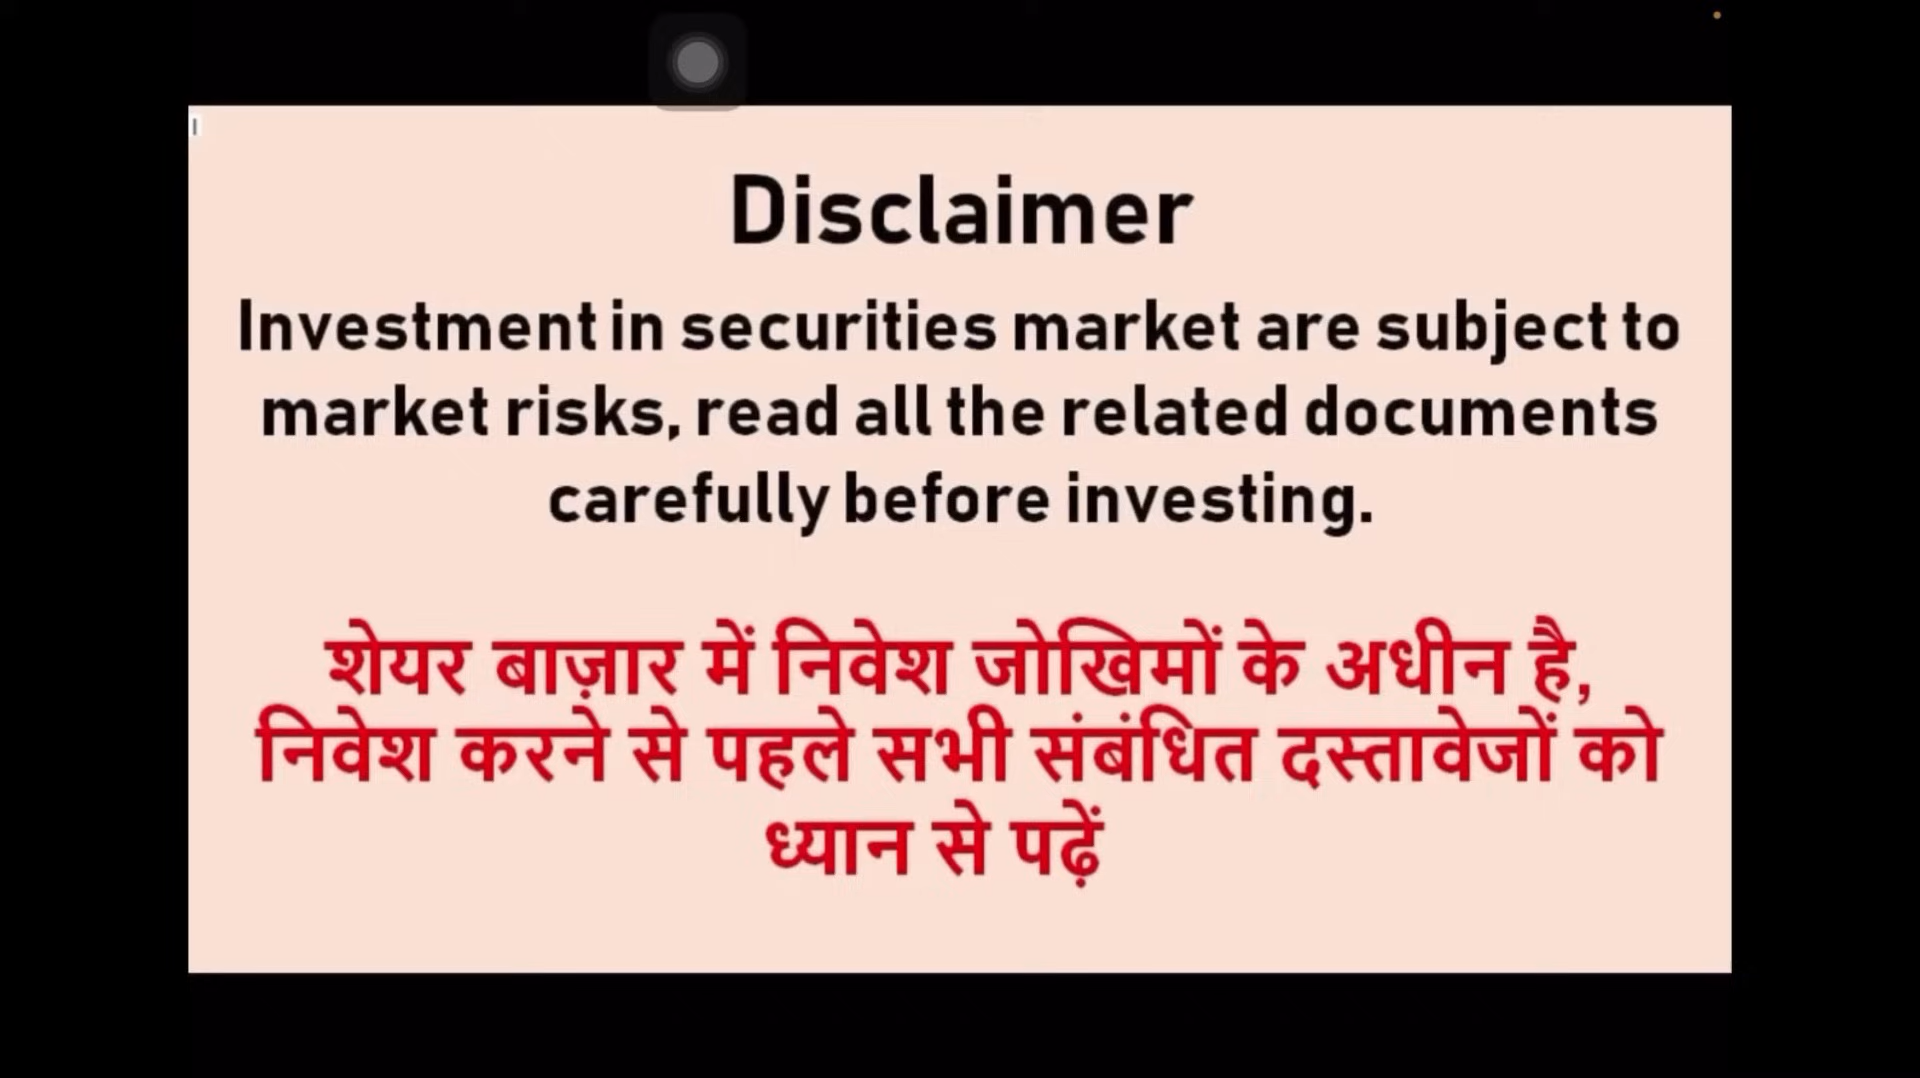 Disclaimer
Investment in securities market are subject to
market risks, read all the related documents
carefully before investing.
शेयर बाज़ार में निवेश जोखिमों के अधीन है,
निवेश करने से पहले सभी संबंधित दस्तावेजों को
ध्यान से पढ़ें